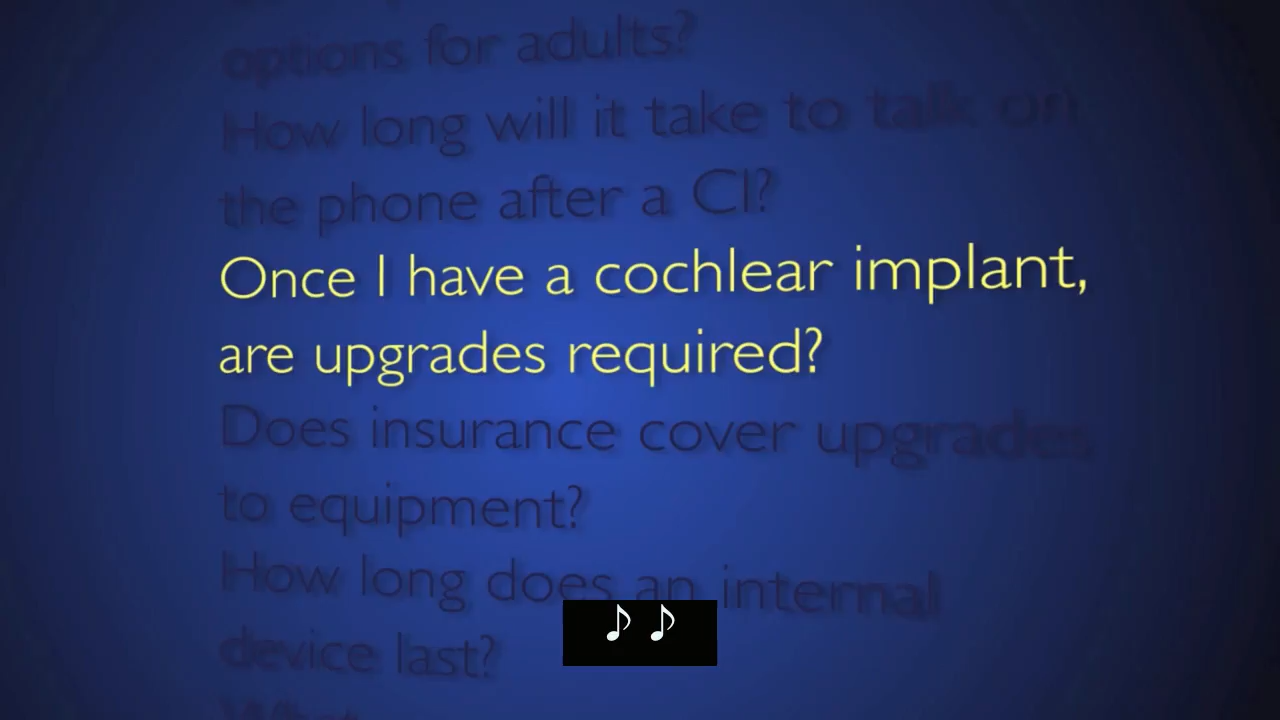 options for adults?
How long will it take to talk on
the phone after a CI?
Once I have a cochlear implant,
are upgrades required?
Does insurance cover upgrades
to equipment?
How long does an internal
device last?
♪ ♪